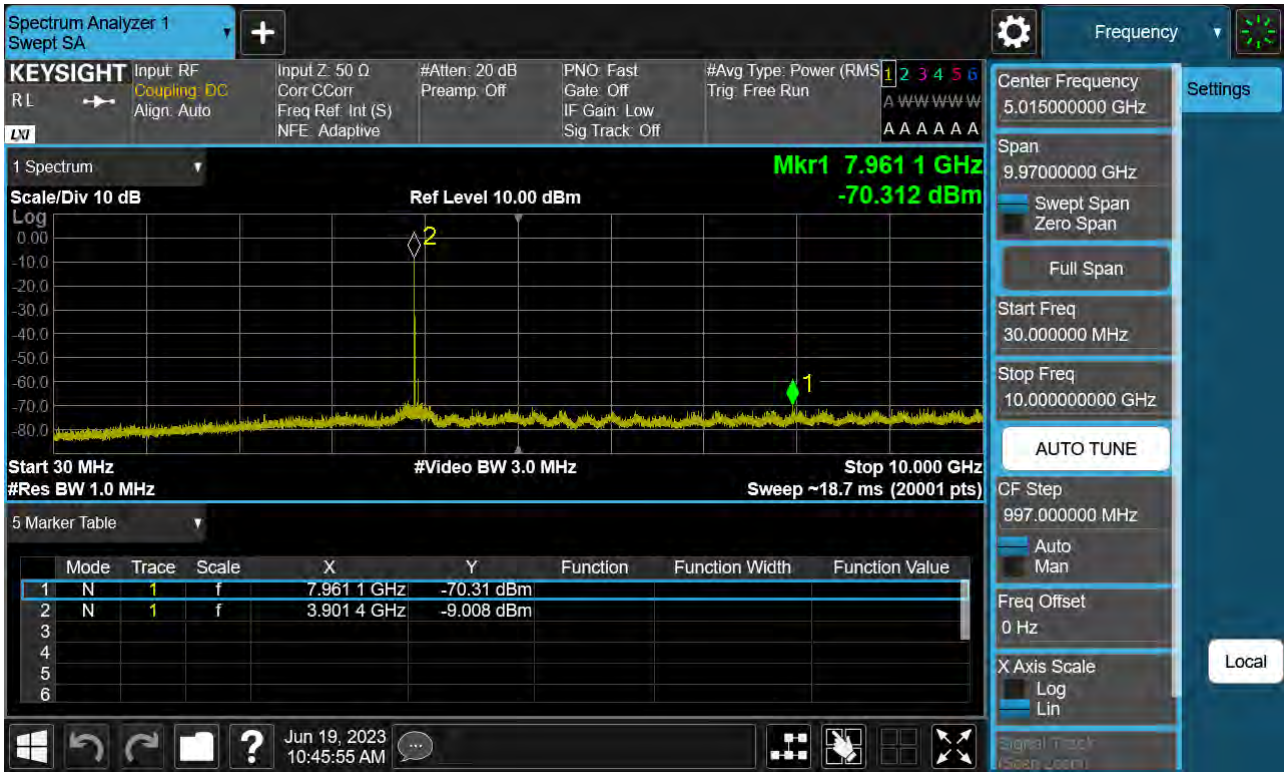 Spectrum Analyzer 1
Swept SA
Frequency
KEYSIGHT
RL
LXI
Input: RF
Coupling: DC
Align: Auto
Input Z: 50 Ω
Corr CCorr
Freq Ref: Int (S)
NFE: Adaptive
#Atten: 20 dB
Preamp: Off
PNO: Fast
Gate: Off
IF Gain: Low
Sig Track: Off
#Avg Type: Power (RMS
Trig: Free Run
1 2 3 4 5 6
A W W W W W
A A A A A A
1 Spectrum
Mkr1 7.961 1 GHz
Scale/Div 10 dB
Ref Level 10.00 dBm
-70.312 dBm
Log
0.00
-10.0
-20.0
-30.0
-40.0
-50.0
-60.0
-70.0
-80.0
2
1
Start 30 MHz
#Video BW 3.0 MHz
Stop 10.000 GHz
#Res BW 1.0 MHz
Sweep ~18.7 ms (20001 pts)
5 Marker Table
Mode Trace Scale X Y Function Function Width Function Value
1 N 1 f 7.961 1 GHz -70.31 dBm
2 N 1 f 3.901 4 GHz -9.008 dBm
3
4
5
6
Jun 19, 2023
10:45:55 AM
Center Frequency
5.015000000 GHz
Span
9.97000000 GHz
Swept Span
Zero Span
Full Span
Start Freq
30.000000 MHz
Stop Freq
10.000000000 GHz
AUTO TUNE
CF Step
997.000000 MHz
Auto
Man
Freq Offset
0 Hz
X Axis Scale
Log
Lin
Signal Track
(Span Zoom)
Settings
Local